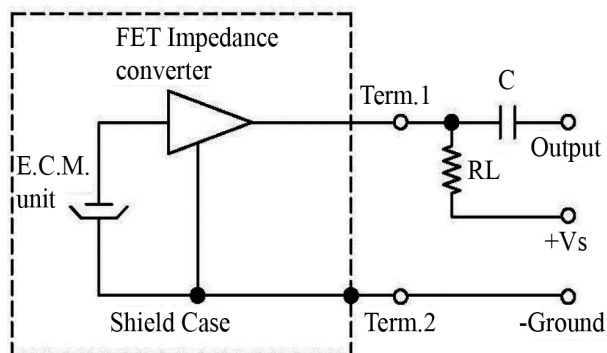 FET Impedance
converter
Term.1
C
Output
E.C.M.
unit
RL
+Vs
Shield Case
Term.2
-Ground